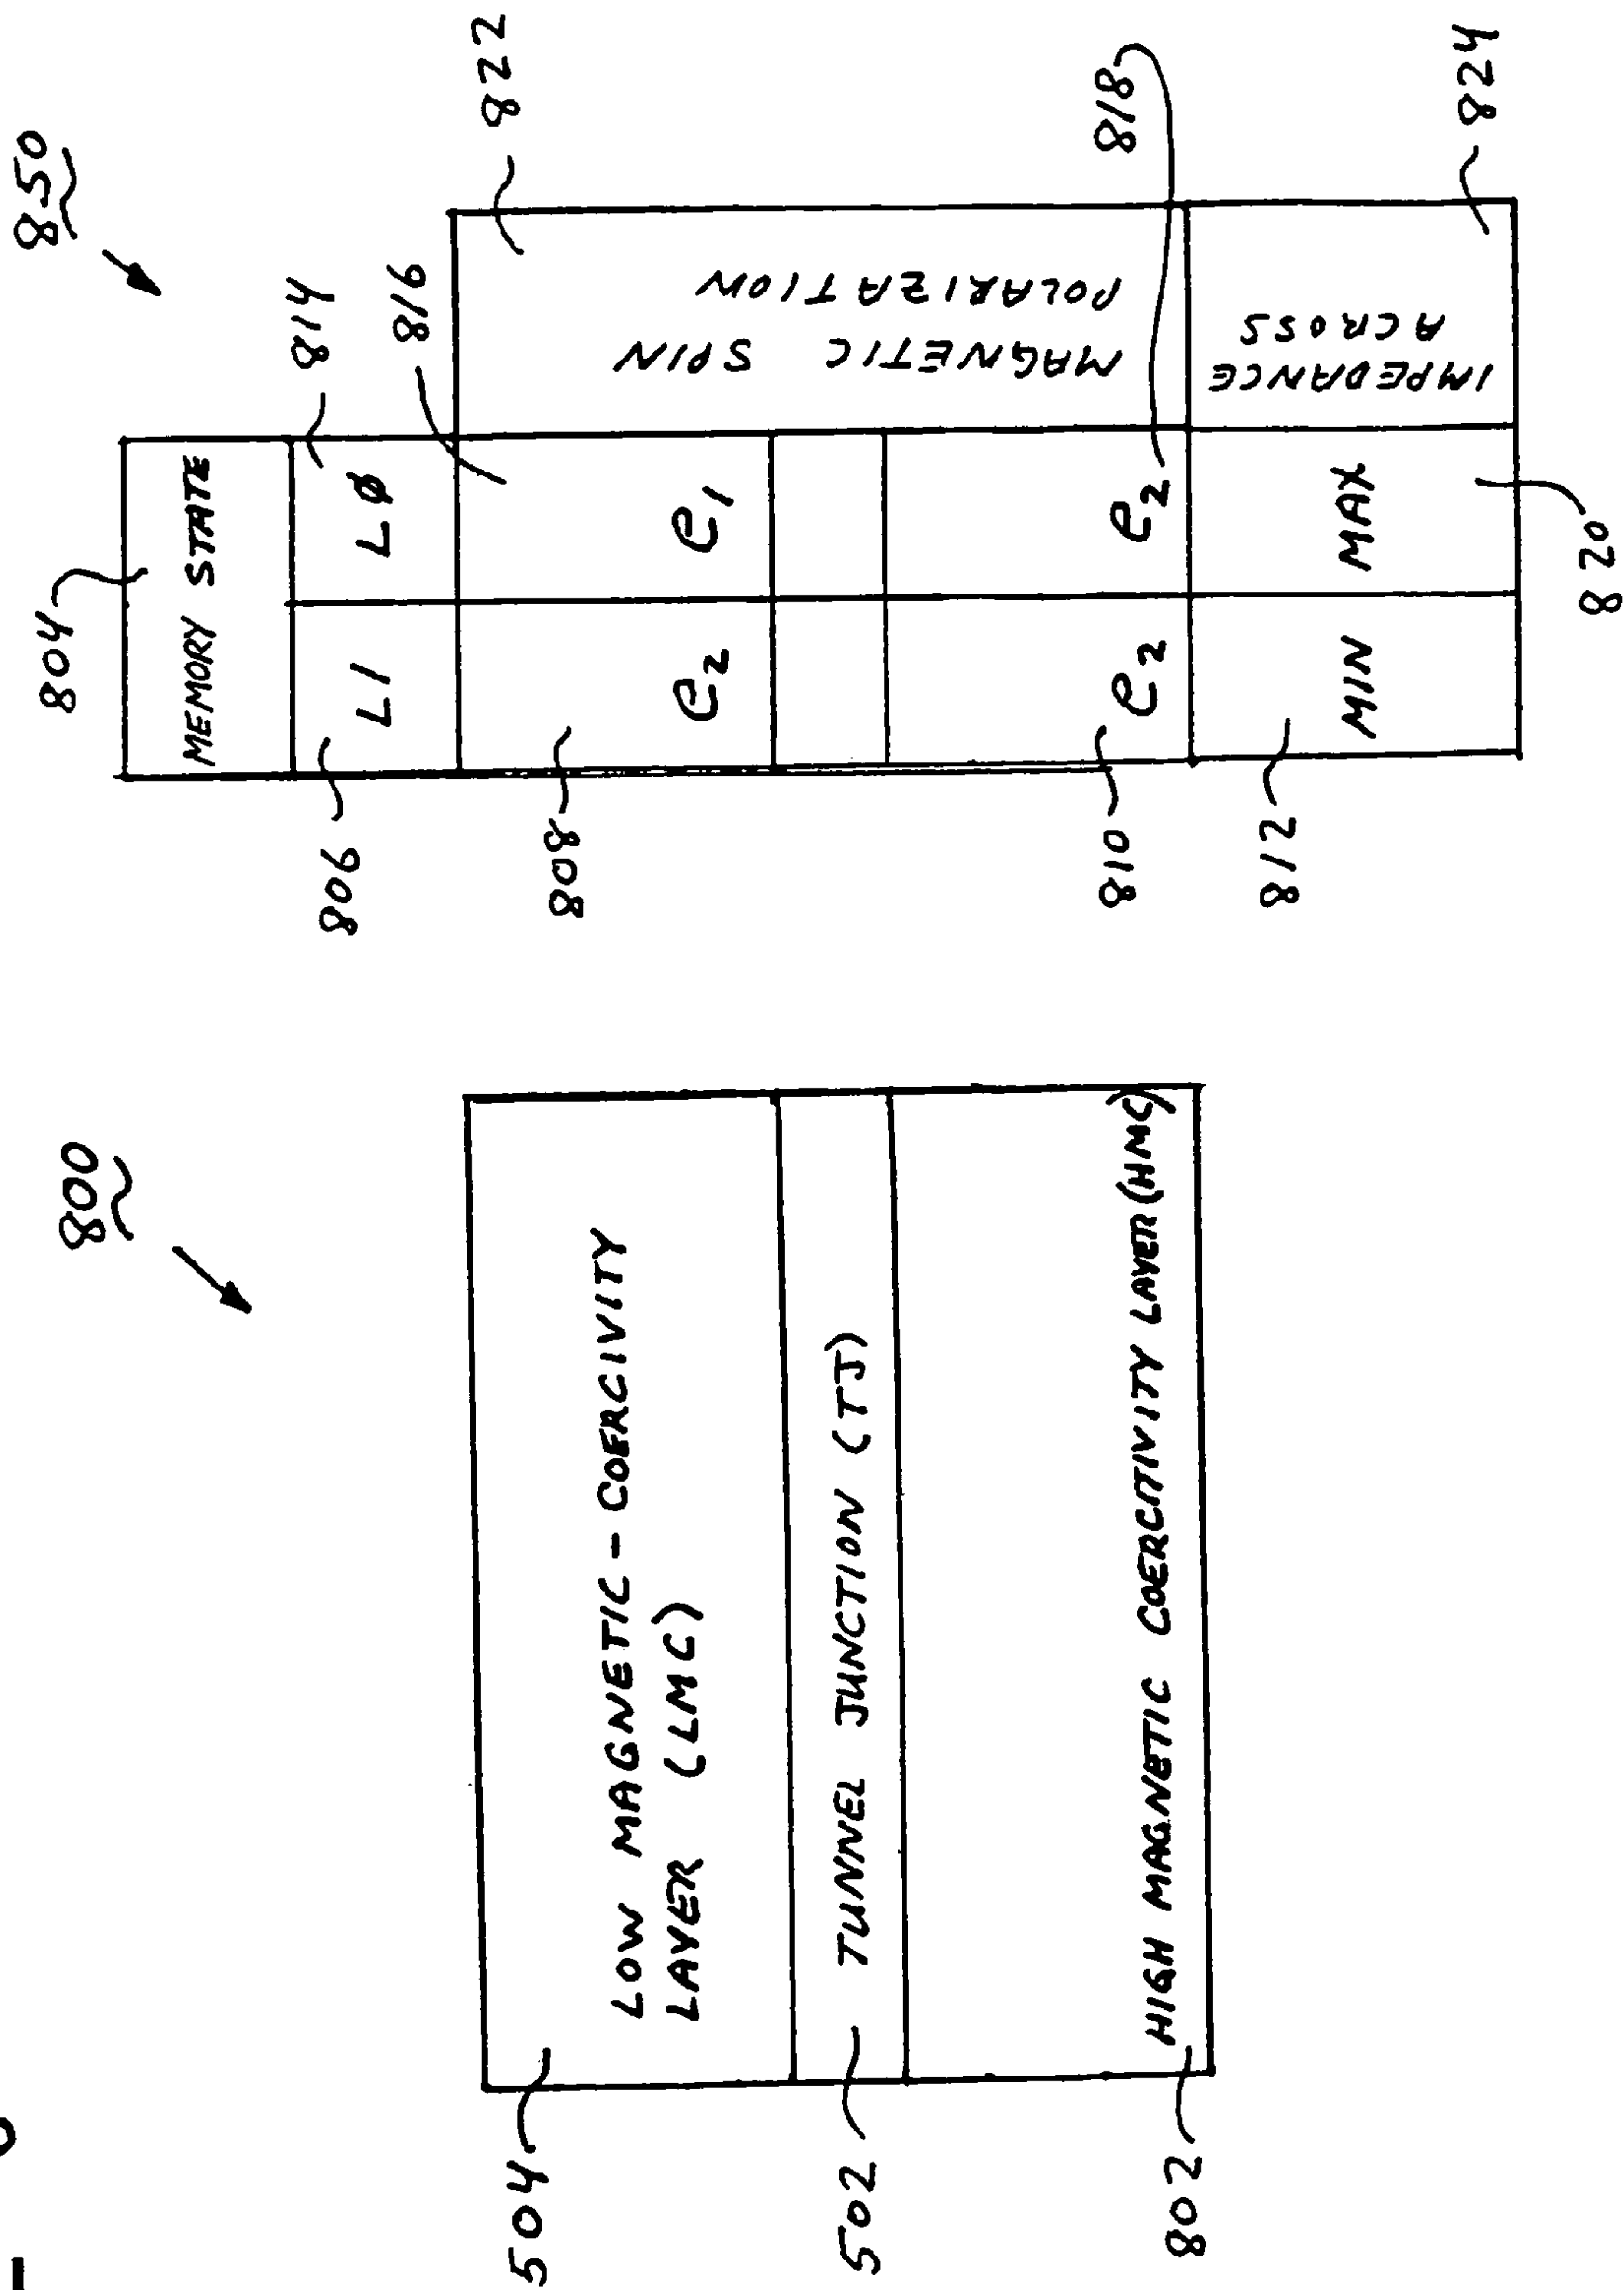 800
504
LOW MAGNETIC-COERCIVITY
LAYER (LMC)
502
TUNNEL JUNCTION (TJ)
802
HIGH MAGNETIC COERCITIVITY LAYER (HMC)
850
804
MEMORY STATE
806
L1
LØ
814
816
808
e2
e1
822
MAGNETIC SPIN
POLARIZATION
810
e2
e2
818
812
MIN
MAX
820
IMPEDANCE
ACROSS
824